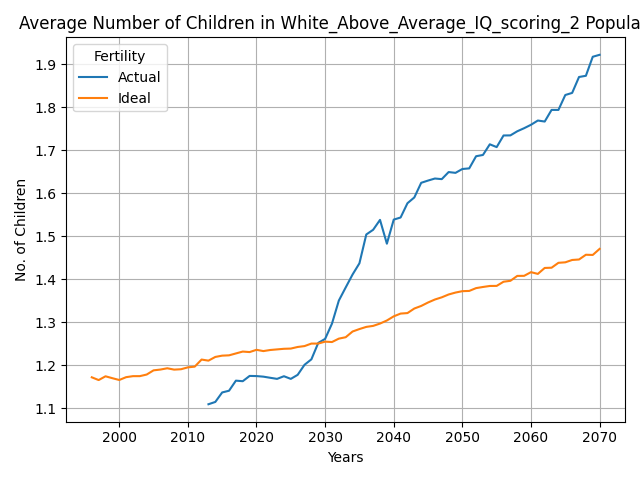 Average Number of Children in White_Above_Average_IQ_scoring_2 Popula
Fertility
Actual
Ideal
1.9
1.8
1.7
1.6
1.5
1.4
1.3
1.2
1.1
No. of Children
2000 2010 2020 2030 2040 2050 2060 2070
Years